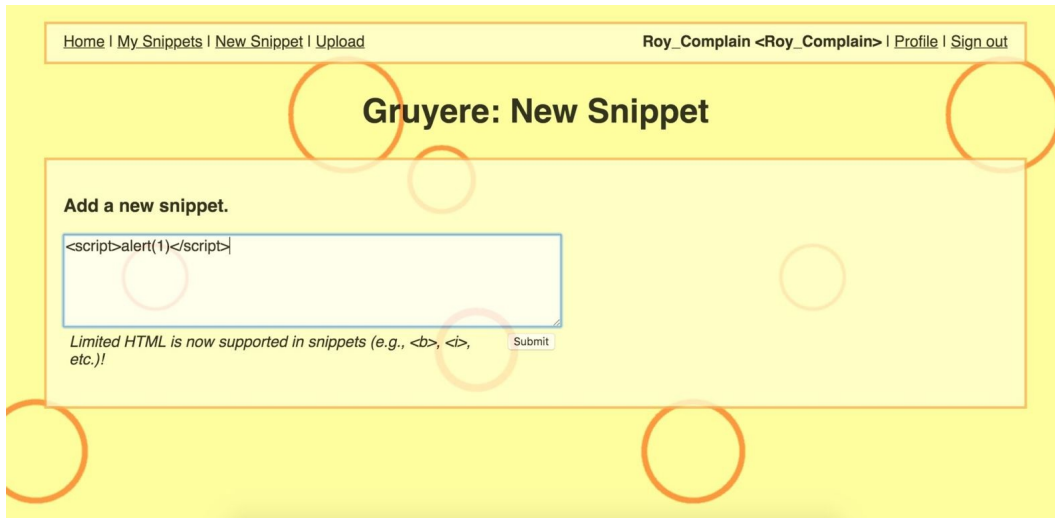 Home | My Snippets | New Snippet | Upload
Roy_Complain <Roy_Complain> | Profile | Sign out
Gruyere: New Snippet
Add a new snippet.
<script>alert(1)</script>
Limited HTML is now supported in snippets (e.g., <b>, <i>,
etc.)!
Submit